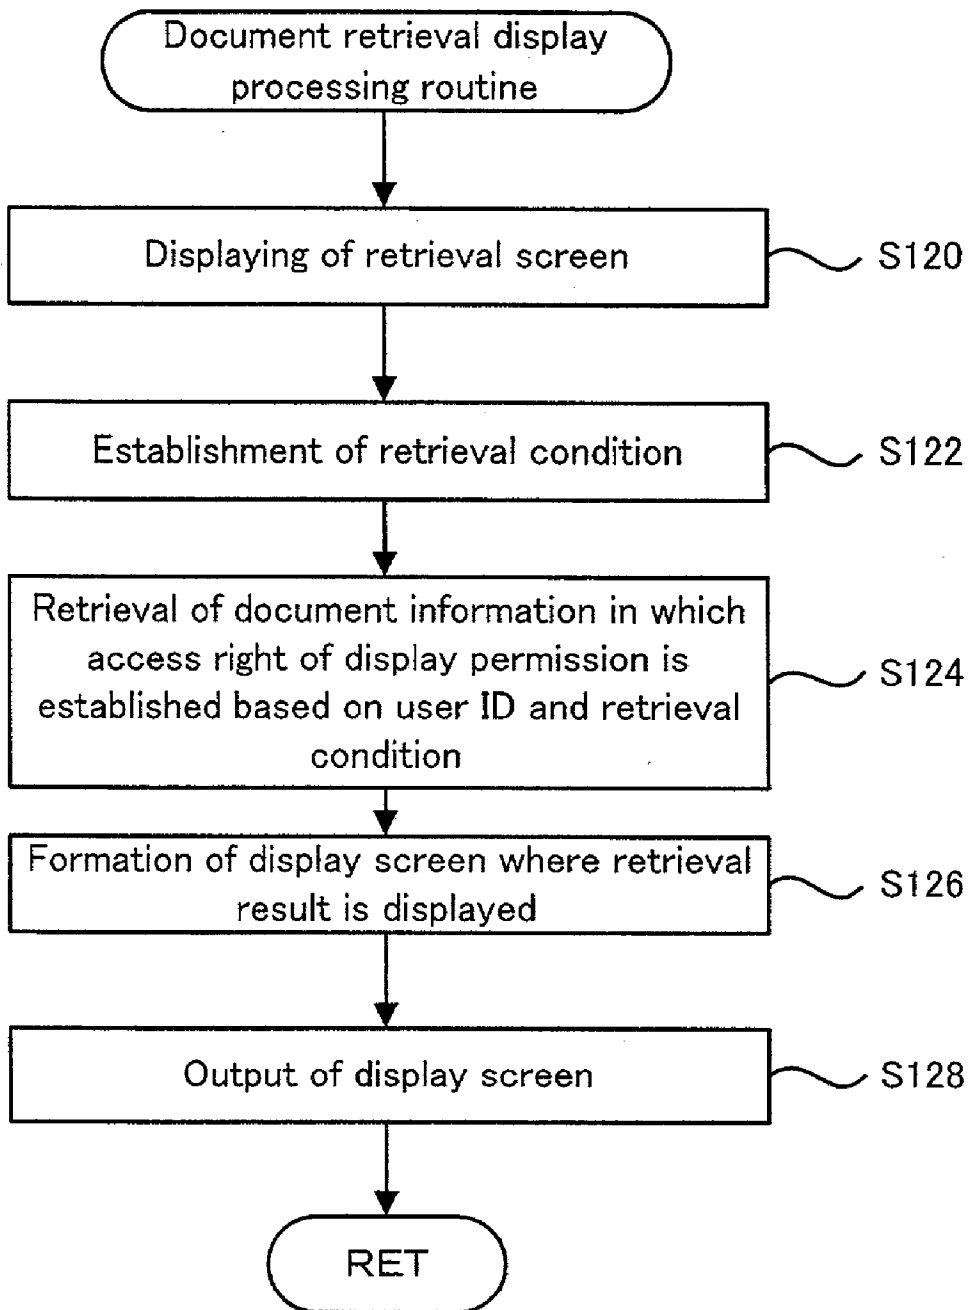 Document retrieval display
processing routine
Displaying of retrieval screen
S120
Establishment of retrieval condition
S122
Retrieval of document information in which
access right of display permission is
established based on user ID and retrieval
condition
S124
Formation of display screen where retrieval
result is displayed
S126
Output of display screen
S128
RET